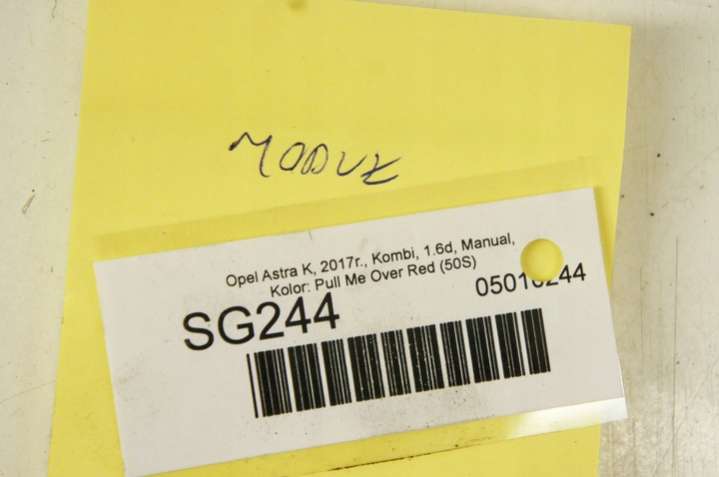 MODUŁ
Opel Astra K, 2017r., Kombi, 1.6d, Manual,
Kolor: Pull Me Over Red (50S)
SG244